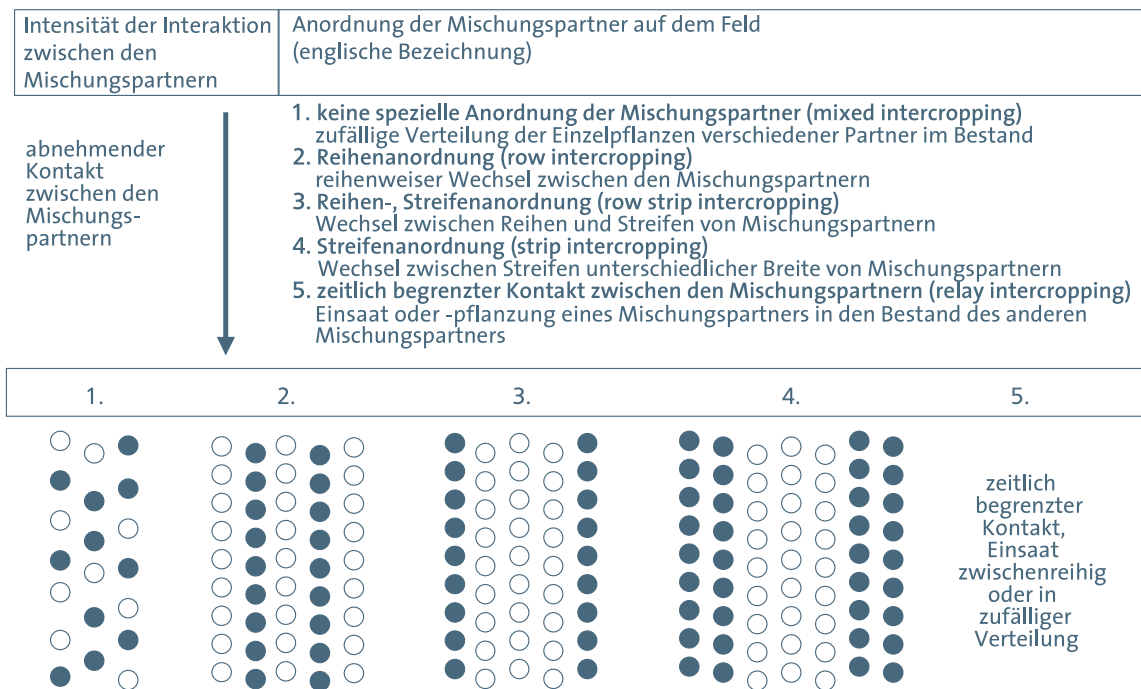 Intensität der Interaktion
zwischen den
Mischungspartnern
Anordnung der Mischungspartner auf dem Feld
(englische Bezeichnung)
abnehmender
Kontakt
zwischen den
Mischungs-
partnern
1. keine spezielle Anordnung der Mischungspartner (mixed intercropping)
zufällige Verteilung der Einzelpflanzen verschiedener Partner im Bestand
2. Reihenanordnung (row intercropping)
reihenweiser Wechsel zwischen den Mischungspartnern
3. Reihen-, Streifenanordnung (row strip intercropping)
Wechsel zwischen Reihen und Streifen von Mischungspartnern
4. Streifenanordnung (strip intercropping)
Wechsel zwischen Streifen unterschiedlicher Breite von Mischungspartnern
5. zeitlich begrenzter Kontakt zwischen den Mischungspartnern (relay intercropping)
Einsaat oder -pflanzung eines Mischungspartners in den Bestand des anderen
Mischungspartners
1. 2. 3. 4. 5.
zeitlich
begrenzter
Kontakt,
Einsaat
zwischenreihig
oder in
zufälliger
Verteilung